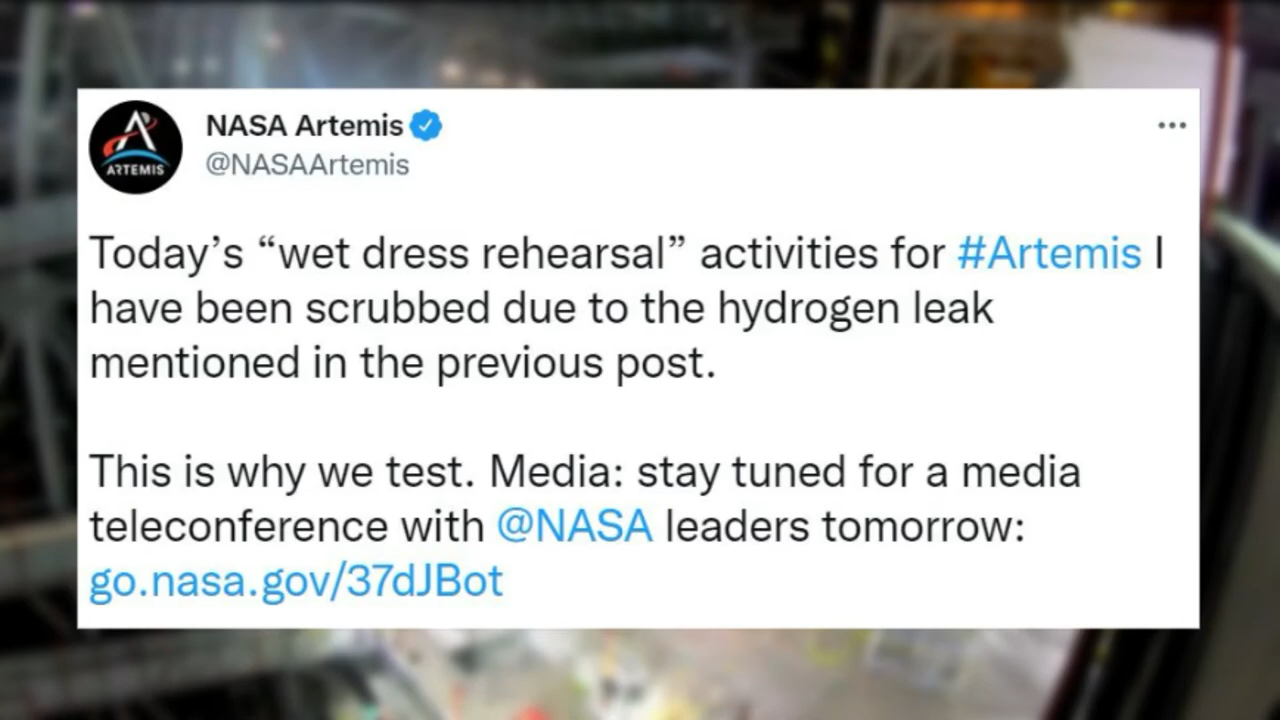 ARTEMIS
NASA Artemis
@NASAArtemis
Today’s “wet dress rehearsal” activities for #Artemis I
have been scrubbed due to the hydrogen leak
mentioned in the previous post.
This is why we test. Media: stay tuned for a media
teleconference with @NASA leaders tomorrow:
go.nasa.gov/37dJBot